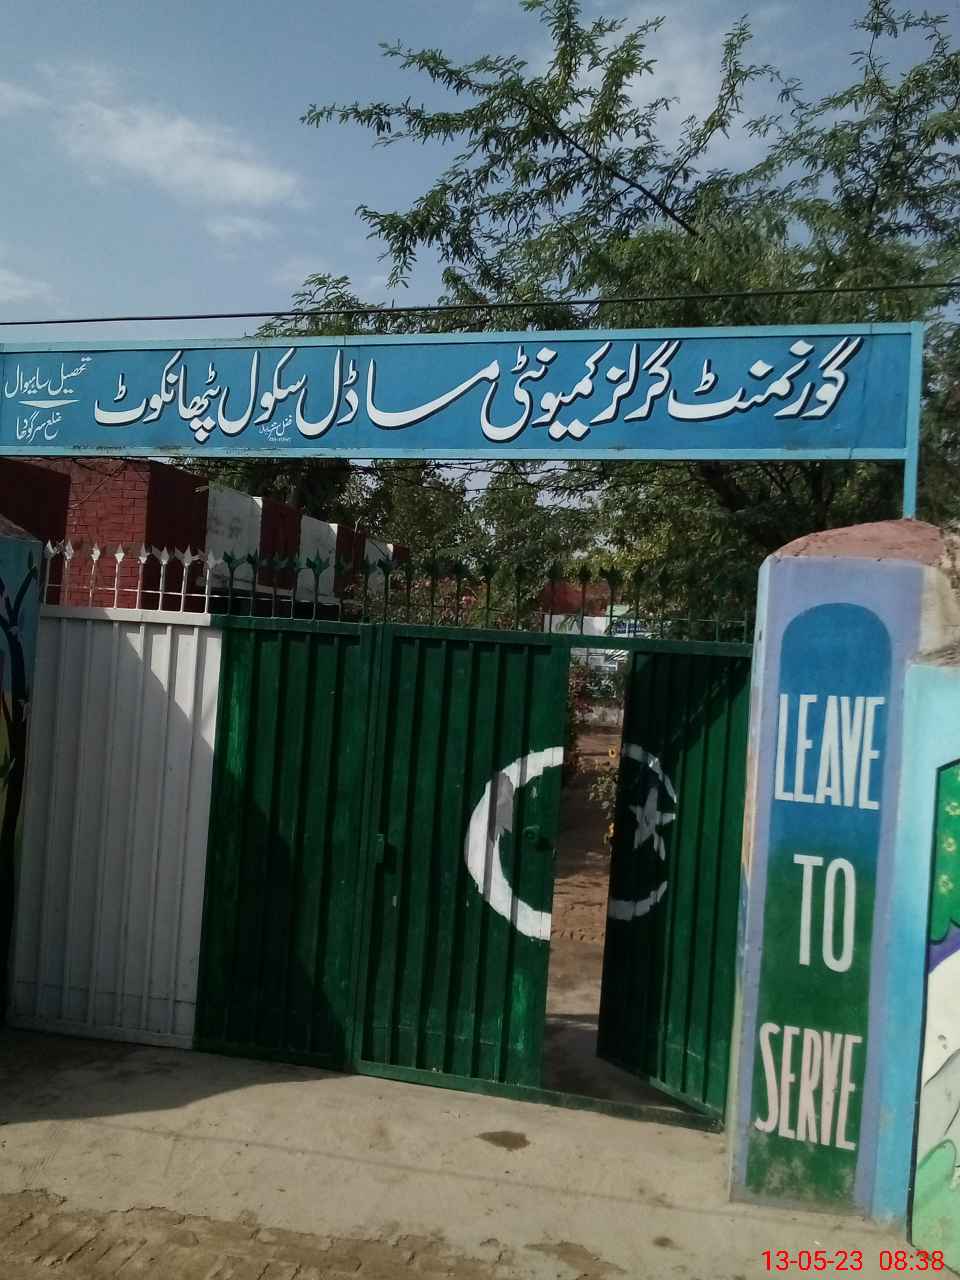 گورنمنٹ گرلز کمیونٹی ماڈل سکول پٹھانکوٹ
تحصیل ساہیوال
ضلع سرگودھا
LEAVE
TO
SERVE
13-05-23 08:38